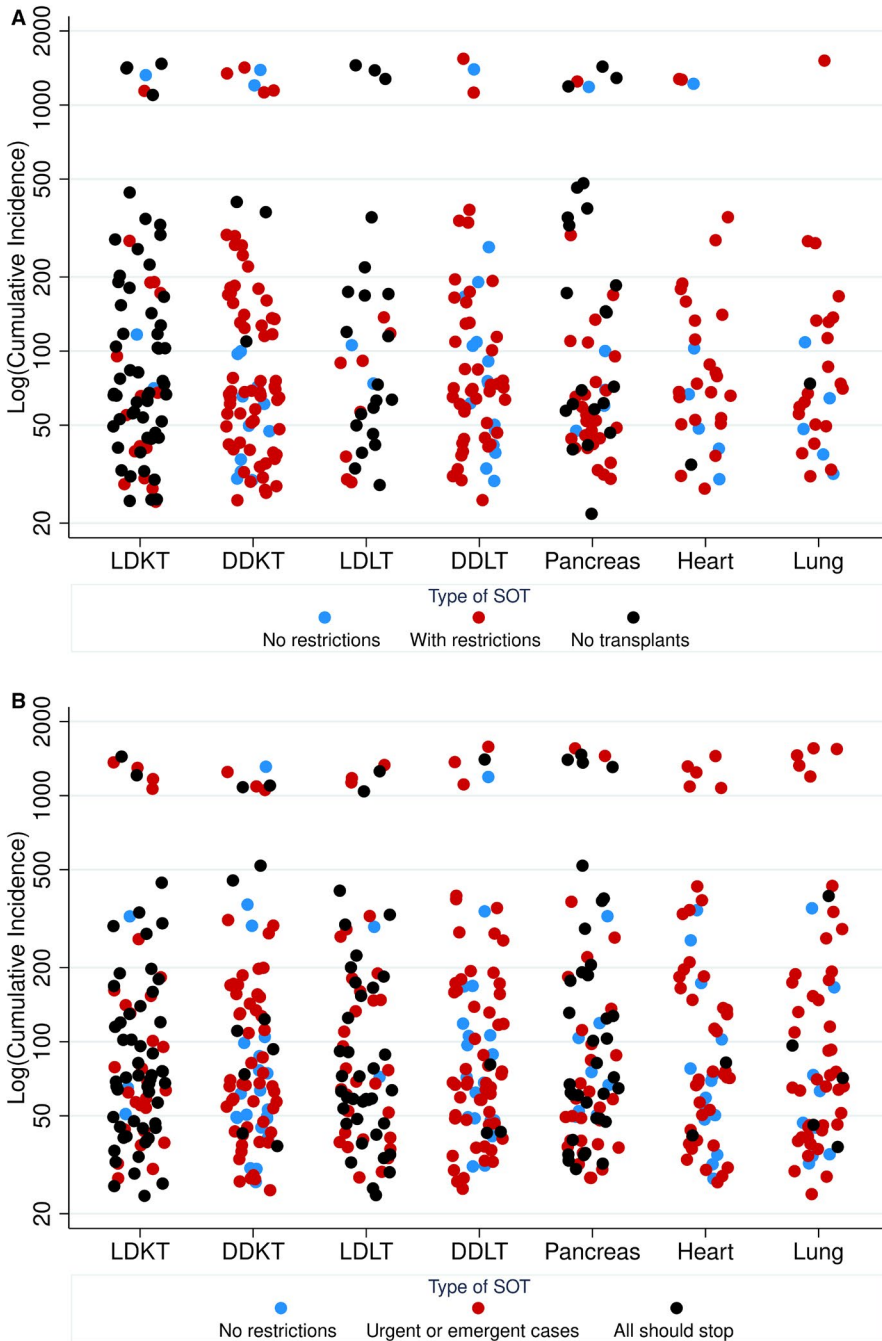 A
Log(Cumulative Incidence)
2000
1000
500
200
100
50
20
LDKT DDKT LDLT DDLT Pancreas Heart Lung
Type of SOT
No restrictions With restrictions No transplants
B
Log(Cumulative Incidence)
2000
1000
500
200
100
50
20
LDKT DDKT LDLT DDLT Pancreas Heart Lung
Type of SOT
No restrictions Urgent or emergent cases All should stop